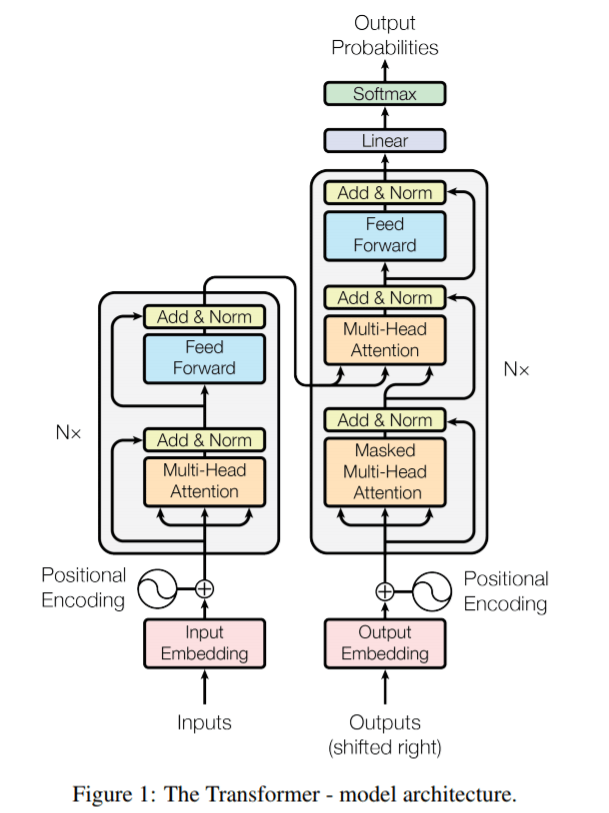 Output
Probabilities
Softmax
Linear
Add & Norm
Feed
Forward
Add & Norm
Multi-Head
Attention
Add & Norm
Masked
Multi-Head
Attention
N×
Add & Norm
Feed
Forward
Add & Norm
Multi-Head
Attention
N×
Positional
Encoding
Positional
Encoding
Input
Embedding
Output
Embedding
Inputs
Outputs
(shifted right)
Figure 1: The Transformer - model architecture.